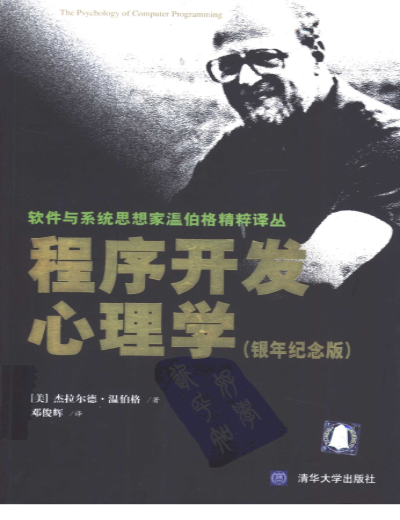 The Psychology of Computer Programming
软件与系统思想家温伯格精粹译丛
程序开发
心理学(银年纪念版)
[美] 杰拉尔德·温伯格 著
邓俊辉 译
清华大学出版社